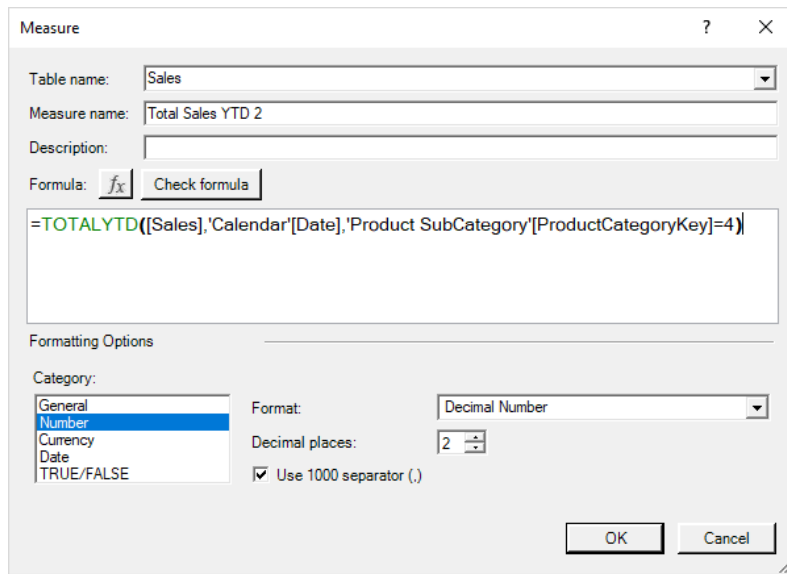 Measure ? X
Table name: Sales
Measure name: Total Sales YTD 2
Description:
Formula: fx Check formula
=TOTALYTD([Sales],'Calendar'[Date],'Product SubCategory'[ProductCategoryKey]=4)
Formatting Options
Category:
General
Number
Currency
Date
TRUE/FALSE
Format: Decimal Number
Decimal places: 2
Use 1000 separator (,)
OK Cancel